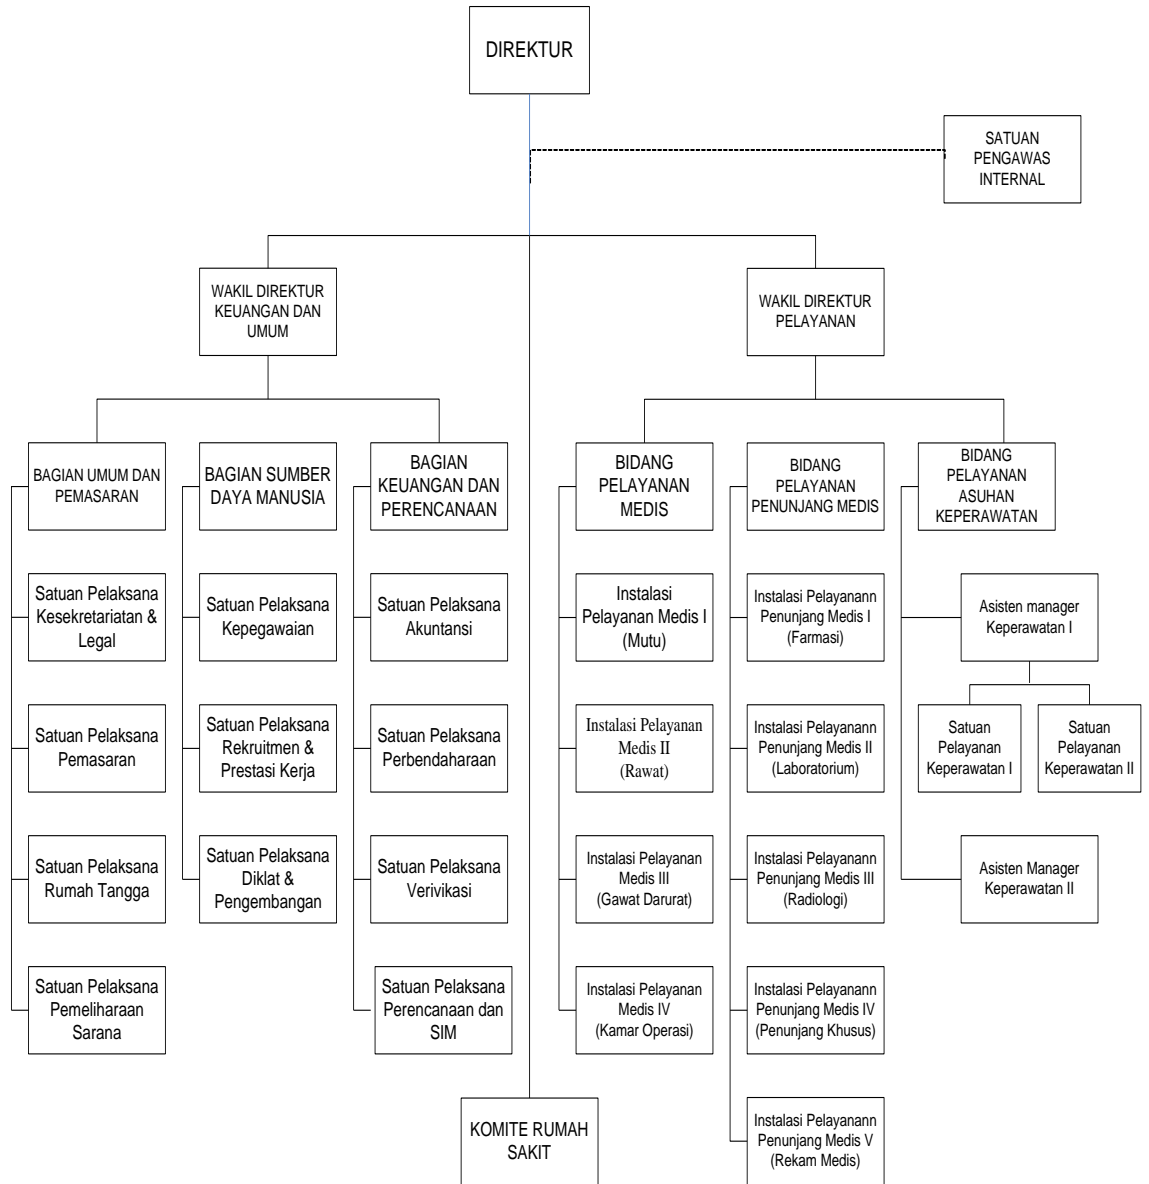 DIREKTUR
SATUAN
PENGAWAS
INTERNAL
WAKIL DIREKTUR
KEUANGAN DAN
UMUM
WAKIL DIREKTUR
PELAYANAN
BAGIAN UMUM DAN
PEMASARAN
BAGIAN SUMBER
DAYA MANUSIA
BAGIAN
KEUANGAN DAN
PERENCANAAN
BIDANG
PELAYANAN
MEDIS
BIDANG
PELAYANAN
PENUNJANG MEDIS
BIDANG
PELAYANAN
ASUHAN
KEPERAWATAN
Satuan Pelaksana
Kesekretariatan &
Legal
Satuan Pelaksana
Kepegawaian
Satuan Pelaksana
Akuntansi
Instalasi
Pelayanan Medis I
(Mutu)
Instalasi Pelayanann
Penunjang Medis I
(Farmasi)
Asisten manager
Keperawatan I
Satuan Pelaksana
Pemasaran
Satuan Pelaksana
Rekruitmen &
Prestasi Kerja
Satuan Pelaksana
Perbendaharaan
Instalasi Pelayanan
Medis II
(Rawat)
Instalasi Pelayanann
Penunjang Medis II
(Laboratorium)
Satuan
Pelayanan
Keperawatan I
Satuan
Pelayanan
Keperawatan II
Satuan Pelaksana
Rumah Tangga
Satuan Pelaksana
Diklat &
Pengembangan
Satuan Pelaksana
Verivikasi
Instalasi Pelayanan
Medis III
(Gawat Darurat)
Instalasi Pelayanann
Penunjang Medis III
(Radiologi)
Asisten Manager
Keperawatan II
Satuan Pelaksana
Pemeliharaan
Sarana
Satuan Pelaksana
Perencanaan dan
SIM
Instalasi Pelayanan
Medis IV
(Kamar Operasi)
Instalasi Pelayanann
Penunjang Medis IV
(Penunjang Khusus)
KOMITE RUMAH
SAKIT
Instalasi Pelayanann
Penunjang Medis V
(Rekam Medis)